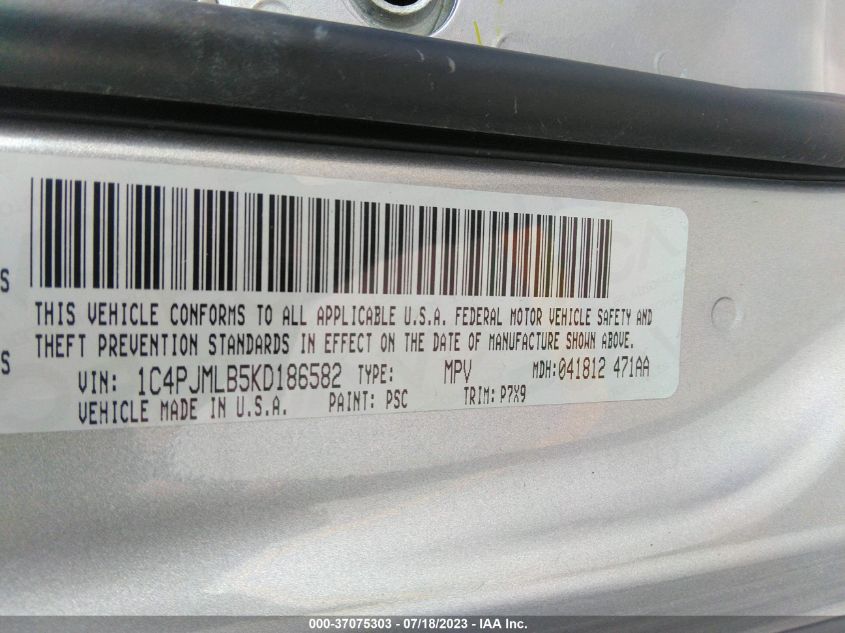 S
THIS VEHICLE CONFORMS TO ALL APPLICABLE U.S.A. FEDERAL MOTOR VEHICLE SAFETY AND
S THEFT PREVENTION STANDARDS IN EFFECT ON THE DATE OF MANUFACTURE SHOWN ABOVE.
VIN: 1C4PJMLB5KD186582 TYPE: MPV MDH: 041812 471AA
VEHICLE MADE IN U.S.A. PAINT: PSC TRIM: P7X9
000-37075303 - 07/18/2023 - IAA Inc.